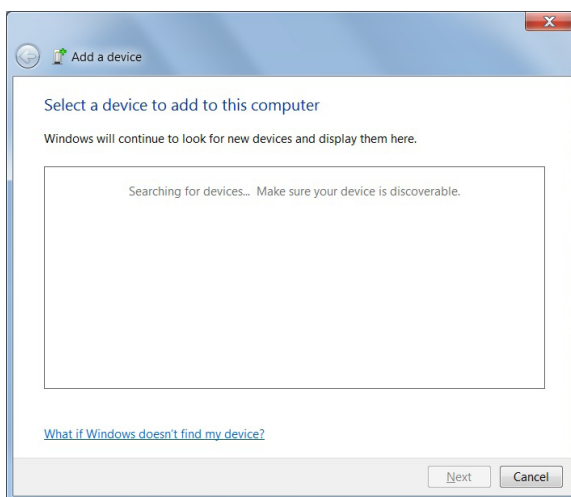 X
Add a device
Select a device to add to this computer
Windows will continue to look for new devices and display them here.
Searching for devices... Make sure your device is discoverable.
What if Windows doesn't find my device?
Next
Cancel